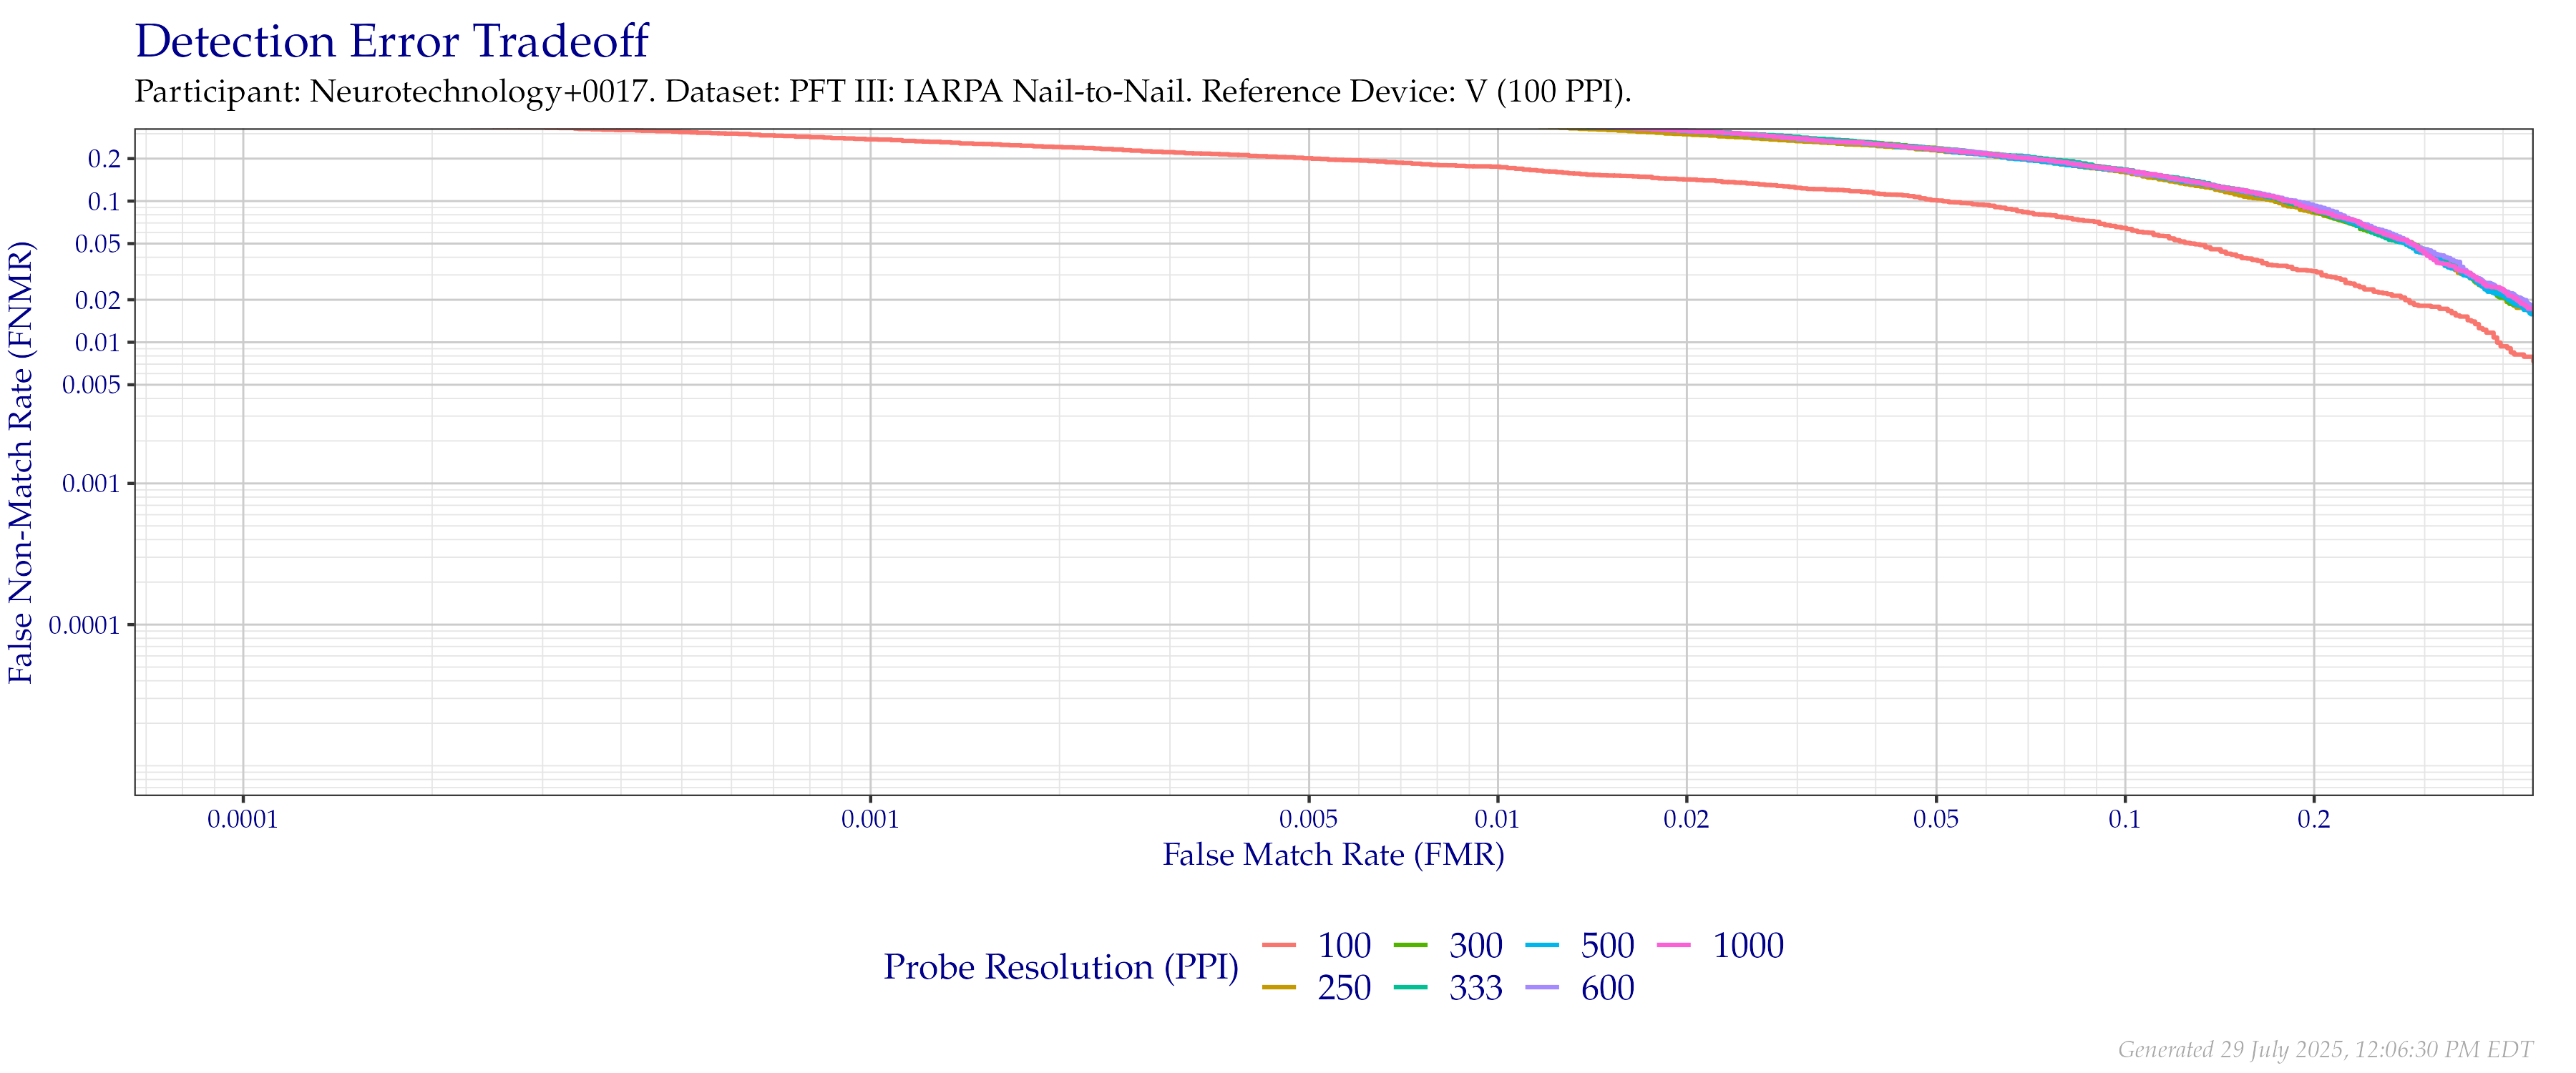 Detection Error Tradeoff
Participant: Neurotechnology+0017. Dataset: PFT III: IARPA Nail-to-Nail. Reference Device: V (100 PPI).
False Non-Match Rate (FNMR)
0.2
0.1
0.05
0.02
0.01
0.005
0.001
0.0001
0.0001 0.001 0.005 0.01 0.02 0.05 0.1 0.2
False Match Rate (FMR)
Probe Resolution (PPI)
100 300 500 1000
250 333 600
Generated 29 July 2025, 12:06:30 PM EDT